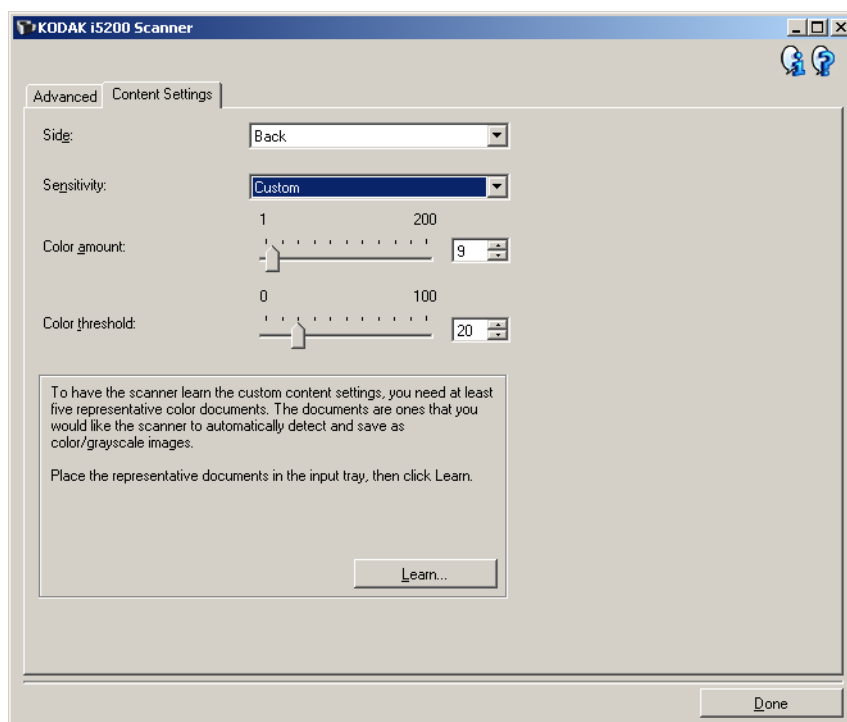 KODAK i5200 Scanner
Advanced
Content Settings
Side:
Back
Sensitivity:
Custom
1 200
Color amount:
9
0 100
Color threshold:
20
To have the scanner learn the custom content settings, you need at least
five representative color documents. The documents are ones that you
would like the scanner to automatically detect and save as
color/grayscale images.
Place the representative documents in the input tray, then click Learn.
Learn...
Done